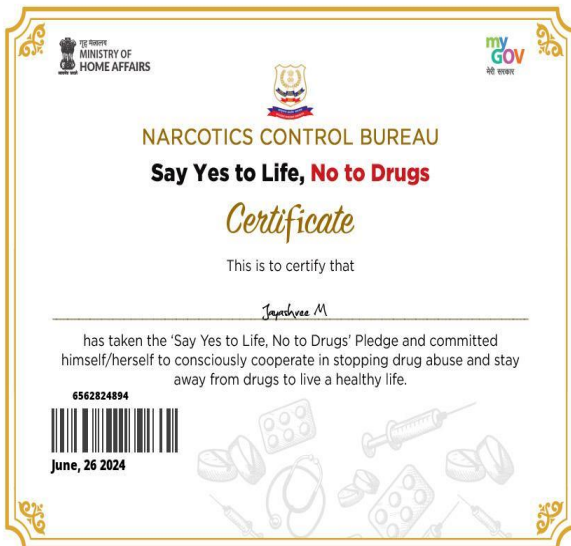 गृह मंत्रालय
MINISTRY OF
HOME AFFAIRS
my
GOV
मेरी सरकार
NARCOTICS CONTROL BUREAU
Say Yes to Life, No to Drugs
Certificate
This is to certify that
Jayashree M
has taken the 'Say Yes to Life, No to Drugs' Pledge and committed
himself/herself to consciously cooperate in stopping drug abuse and stay
away from drugs to live a healthy life.
6562824894
June, 26 2024